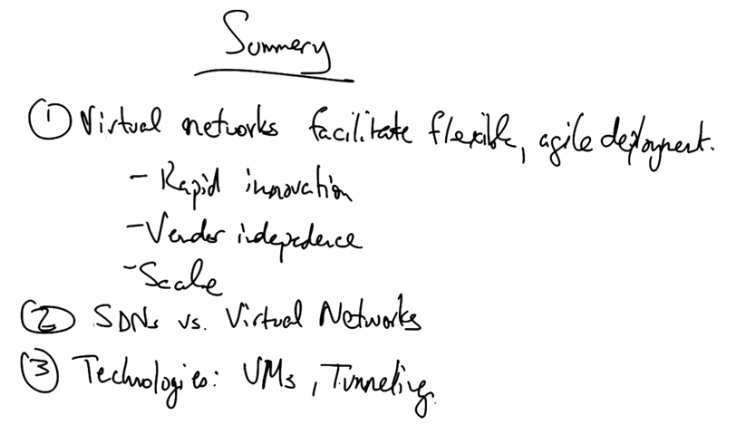 Summery
① Virtual networks facilitate flexible, agile deployment.
- Rapid innovation
- Vendor indepedence
- Scale
② SDNs vs. Virtual Networks
③ Technologies: VMs, Tunneling.